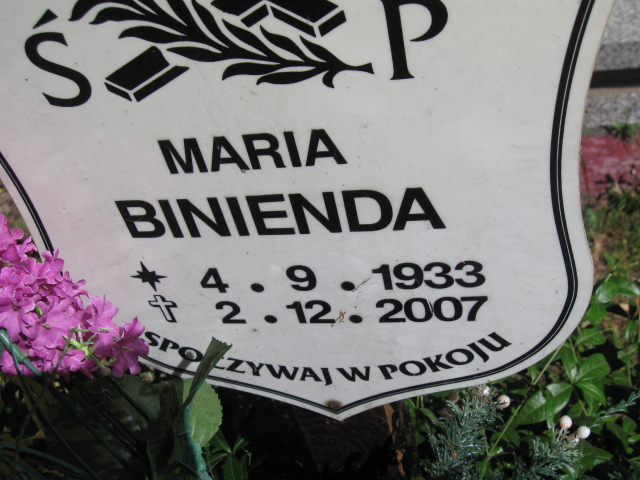 Ś P
MARIA
BINIENDA
4.9.1933
2.12.2007
SPOCZYWAJ W POKOJU